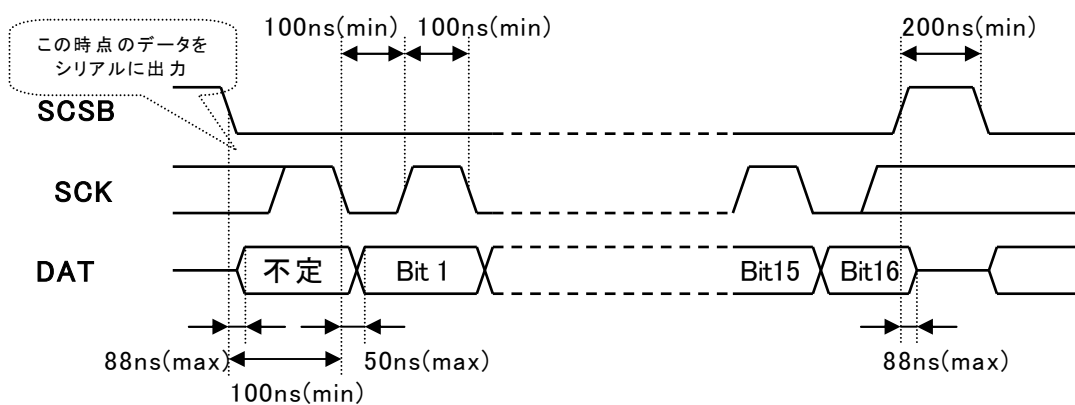 100ns(min)
100ns(min)
200ns(min)
この時点のデータを
シリアルに出力
SCSB
SCK
DAT
不定
Bit 1
Bit15
Bit16
88ns(max)
50ns(max)
88ns(max)
100ns(min)